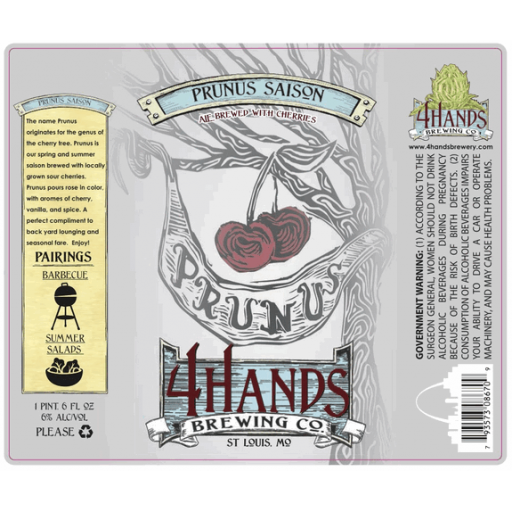 PRUNUS SAISON
The name Prunus
originates for the genus of
the cherry tree. Prunus is
our spring and summer
saison brewed with locally
grown sour cherries.
Prunus pours rose in color,
with aromes of cherry,
vanilla, and spice. A
perfect compliment to
back yard lounging and
seasonal fare. Enjoy!
PAIRINGS
BARBECUE
SUMMER
SALADS
1 PINT. 6 FL OZ
6% ALC/VOL
PLEASE
PRUNUS SAISON
ALE BREWED WITH CHERRIES
PRUNUS
4HANDS
BREWING CO.
ST LOUIS, MO
4HANDS
BREWING CO.
www.4handsbrewery.com
GOVERNMENT WARNING: (1) ACCORDING TO THE
SURGEON GENERAL, WOMEN SHOULD NOT DRINK
ALCOHOLIC BEVERAGES DURING PREGNANCY
BECAUSE OF THE RISK OF BIRTH DEFECTS. (2)
CONSUMPTION OF ALCOHOLIC BEVERAGES IMPAIRS
YOUR ABILITY TO DRIVE A CAR OR OPERATE
MACHINERY, AND MAY CAUSE HEALTH PROBLEMS.
7 93573 08670 9